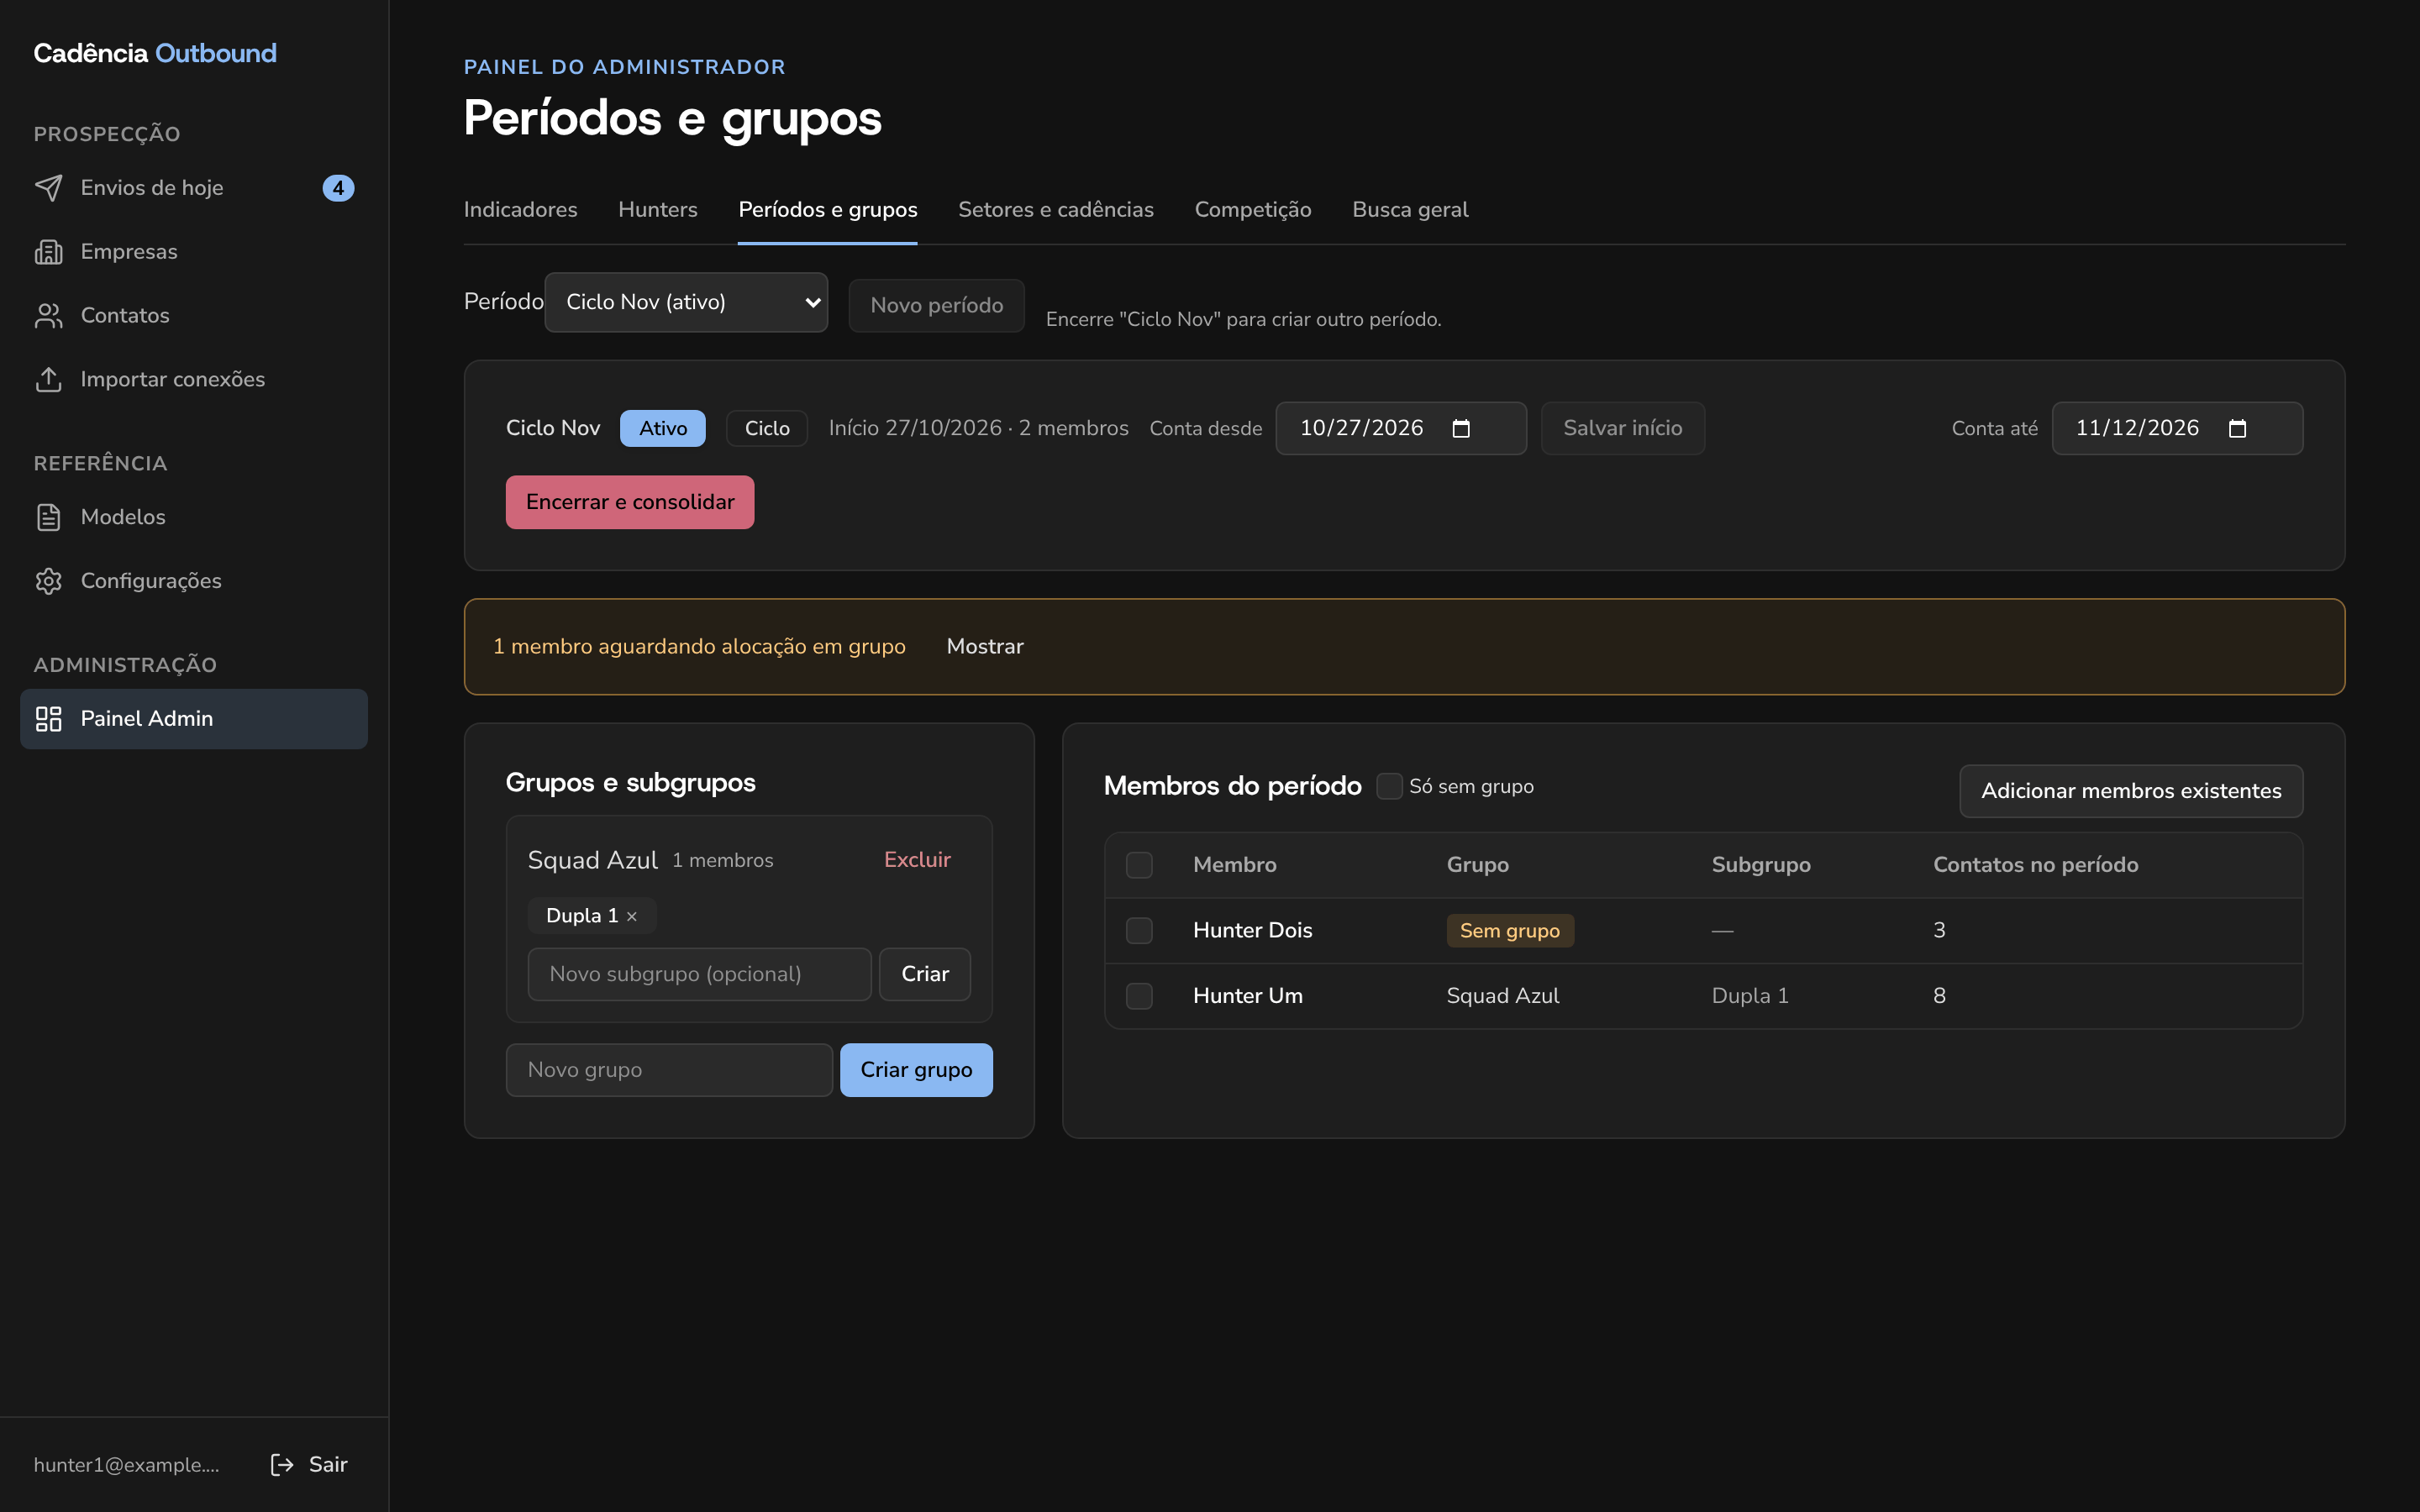 Cadência Outbound
PROSPECÇÃO
Envios de hoje 4
Empresas
Contatos
Importar conexões
REFERÊNCIA
Modelos
Configurações
ADMINISTRAÇÃO
Painel Admin
hunter1@example.... Sair
PAINEL DO ADMINISTRADOR
Períodos e grupos
Indicadores Hunters Períodos e grupos Setores e cadências Competição Busca geral
Período Ciclo Nov (ativo) Novo período Encerre "Ciclo Nov" para criar outro período.
Ciclo Nov Ativo Ciclo Início 27/10/2026 · 2 membros Conta desde 10/27/2026 Salvar início Conta até 11/12/2026
Encerrar e consolidar
1 membro aguardando alocação em grupo Mostrar
Grupos e subgrupos
Squad Azul 1 membros Excluir
Dupla 1 ×
Novo subgrupo (opcional) Criar
Novo grupo Criar grupo
Membros do período Só sem grupo Adicionar membros existentes
Membro Grupo Subgrupo Contatos no período
Hunter Dois Sem grupo — 3
Hunter Um Squad Azul Dupla 1 8